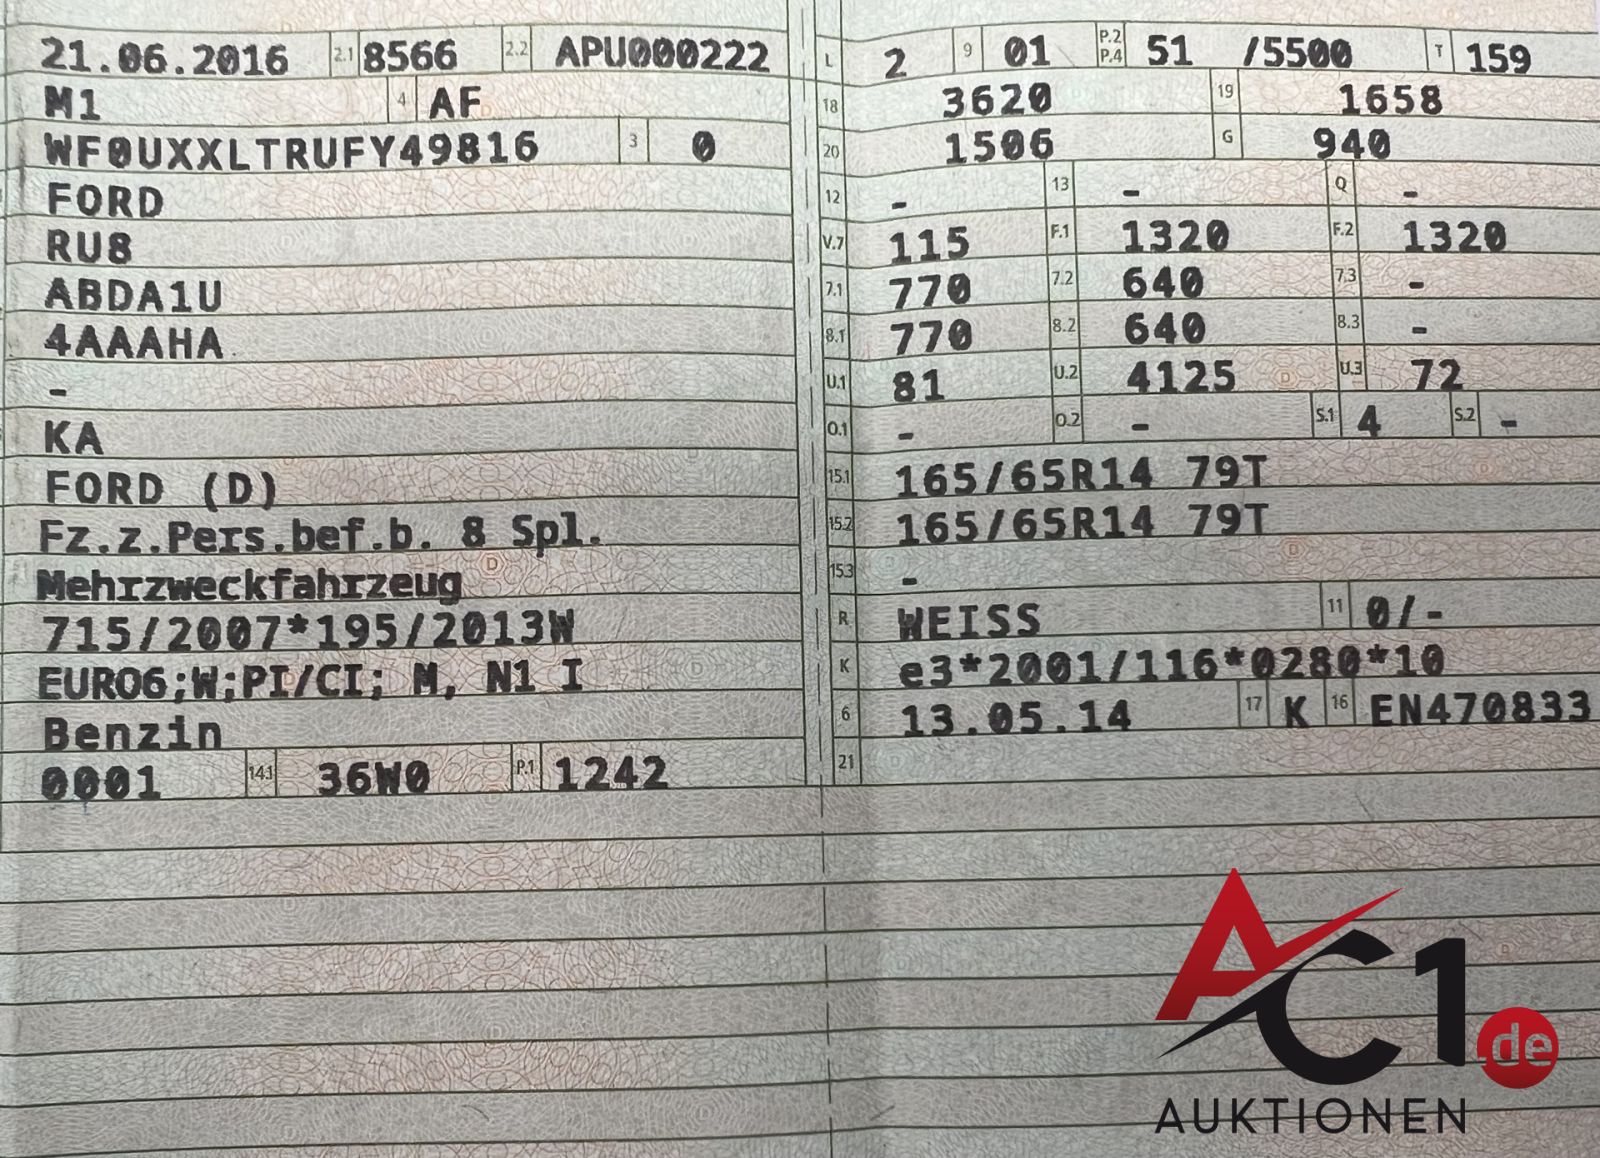 21.06.2016 2.1 8566 2.2 APU000222
M1 4 AF
WF0UXXLTRUFY49816 3 0
FORD
RU8
ABDA1U
4AAAHA
-
KA
FORD (D)
Fz.z.Pers.bef.b. 8 Spl.
Mehrzweckfahrzeug
715/2007*195/2013W
EURO6;W;PI/CI; M, N1 I
Benzin
0001 14.1 36W0 P.1 1242
L 2 9 01 P.2 P.4 51 /5500 T 159
18 3620 19 1658
20 1506 G 940
12 - 13 - Q -
V.7 115 F.1 1320 F.2 1320
7.1 770 7.2 640 7.3 -
8.1 770 8.2 640 8.3 -
U.1 81 U.2 4125 U.3 72
O.1 - O.2 - S.1 4 S.2 -
15.1 165/65R14 79T
15.2 165/65R14 79T
15.3 -
R WEISS 11 0/-
K e3*2001/116*0280*10
6 13.05.14 17 K 16 EN470833
21
AC1.de
AUKTIONEN